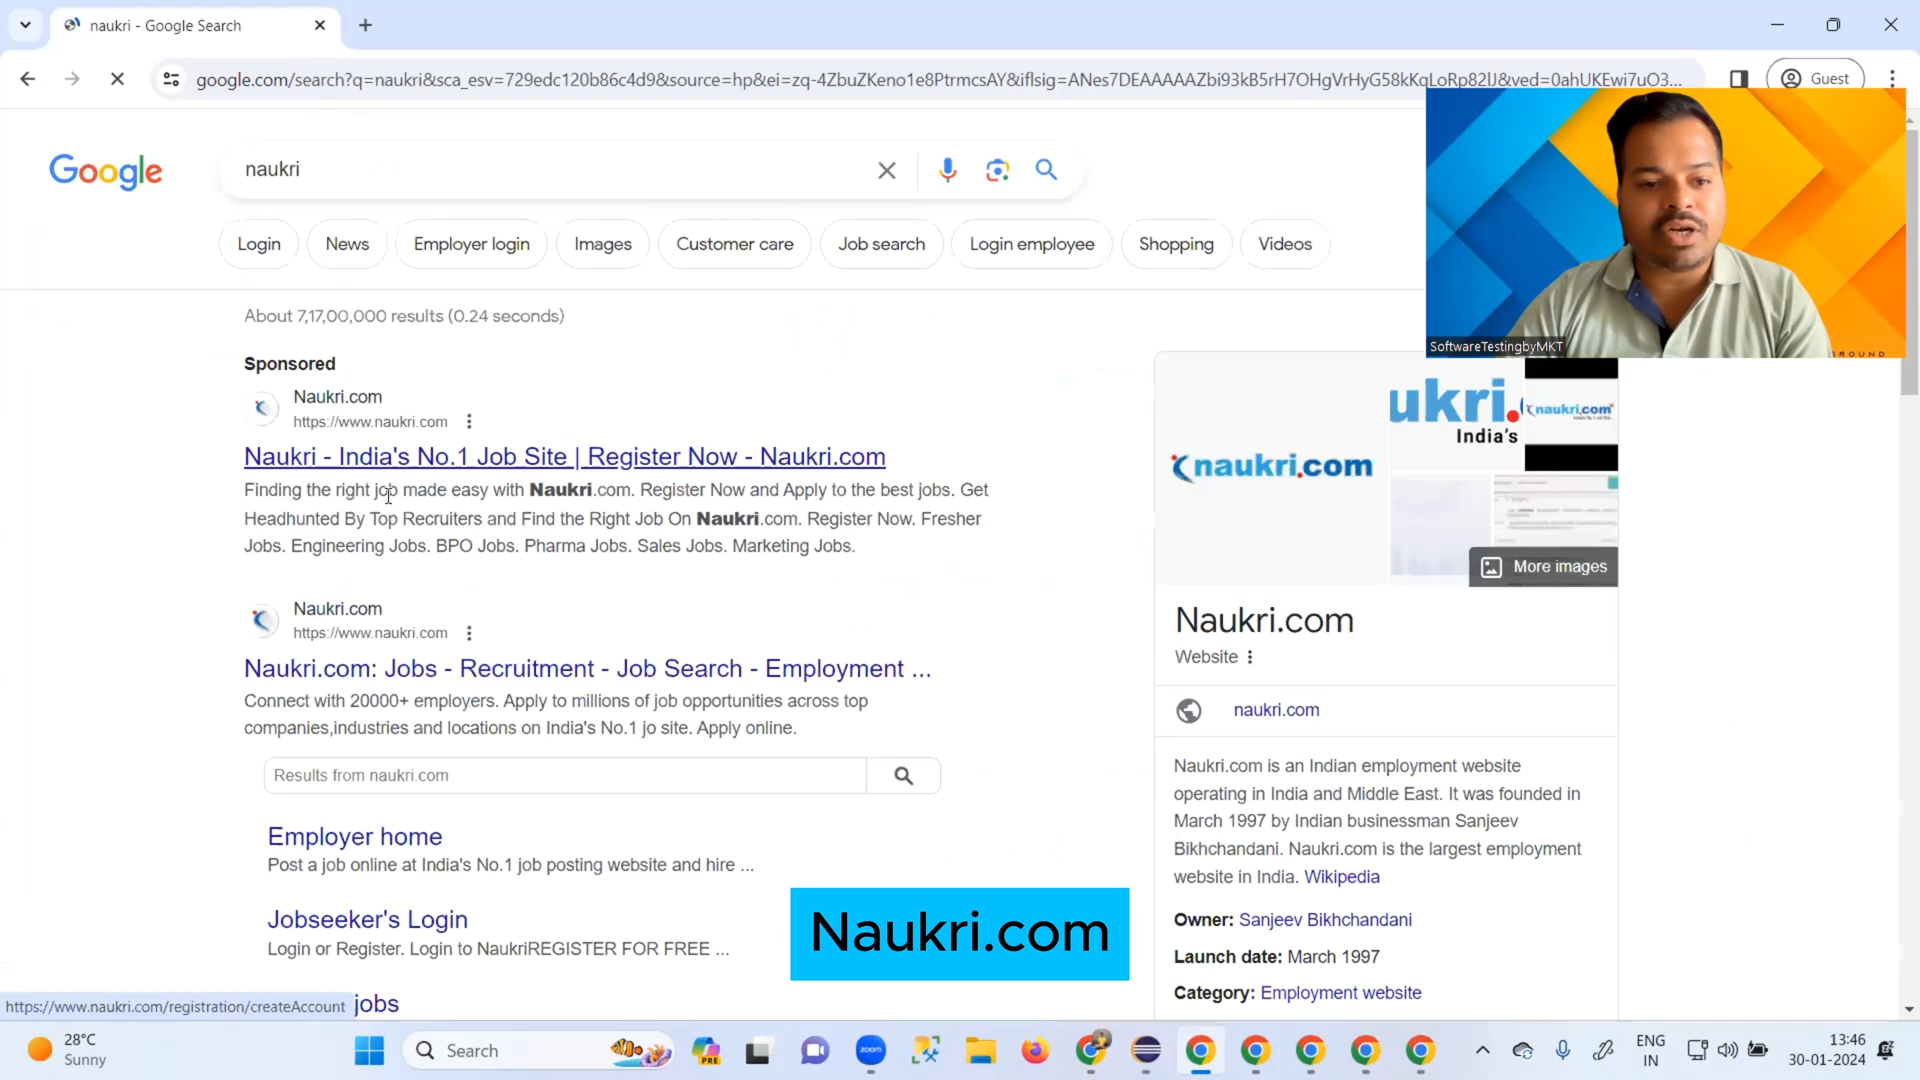 naukri - Google Search
google.com/search?q=naukri&sca_esv=729edc120b86c4d9&source=hp&ei=zq-4ZbuZKeno1e8PtrmcsAY&iflsig=ANes7DEAAAAAZbi93kB5rH7OHgVrHyG58kKqLoRp82lJ&ved=0ahUKEwi7uO3...
Guest
Google
naukri
Login
News
Employer login
Images
Customer care
Job search
Login employee
Shopping
Videos
SoftwareTestingbyMKT
About 7,17,00,000 results (0.24 seconds)
Sponsored
Naukri.com
https://www.naukri.com
Naukri - India's No.1 Job Site | Register Now - Naukri.com
Finding the right job made easy with Naukri.com. Register Now and Apply to the best jobs. Get
Headhunted By Top Recruiters and Find the Right Job On Naukri.com. Register Now. Fresher
Jobs. Engineering Jobs. BPO Jobs. Pharma Jobs. Sales Jobs. Marketing Jobs.
Naukri.com
https://www.naukri.com
Naukri.com: Jobs - Recruitment - Job Search - Employment ...
Connect with 20000+ employers. Apply to millions of job opportunities across top
companies,industries and locations on India's No.1 jo site. Apply online.
Results from naukri.com
Employer home
Post a job online at India's No.1 job posting website and hire ...
Jobseeker's Login
Login or Register. Login to NaukriREGISTER FOR FREE ...
jobs
https://www.naukri.com/registration/createAccount
naukri.com
ukri.
India's
naukri.com
More images
Naukri.com
Website
naukri.com
Naukri.com is an Indian employment website
operating in India and Middle East. It was founded in
March 1997 by Indian businessman Sanjeev
Bikhchandani. Naukri.com is the largest employment
website in India. Wikipedia
Owner: Sanjeev Bikhchandani
Launch date: March 1997
Category: Employment website
Naukri.com
28°C
Sunny
Search
PRE
zoom
ENG
IN
13:46
30-01-2024